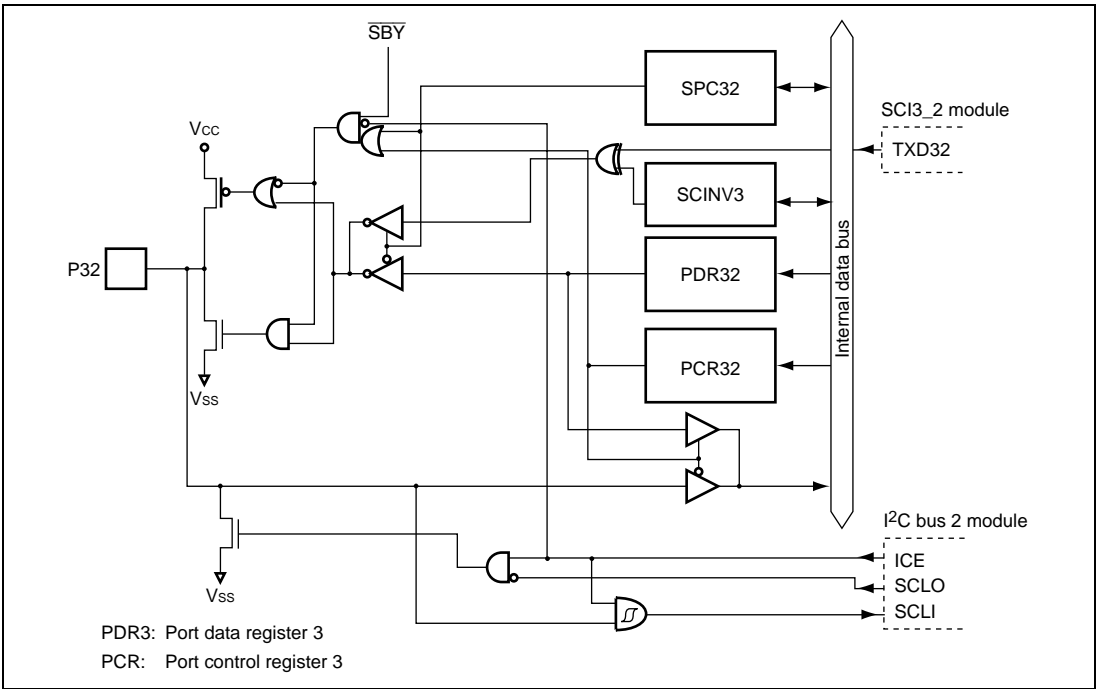 SBY
SPC32
SCI3_2 module
VCC
TXD32
SCINV3
P32
PDR32
Internal data bus
PCR32
VSS
I2C bus 2 module
ICE
SCLO
SCLI
VSS
PDR3: Port data register 3
PCR: Port control register 3